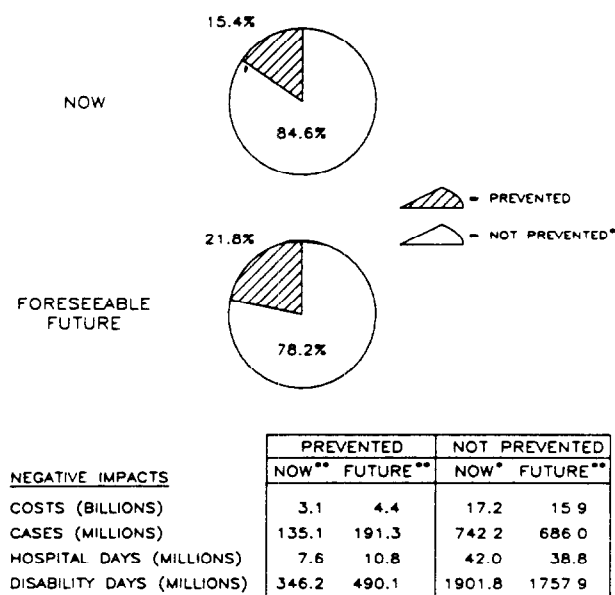 15.4%
NOW
84.6%
= PREVENTED
= NOT PREVENTED*
21.8%
FORESEEABLE
FUTURE
78.2%
PREVENTED NOT PREVENTED
NEGATIVE IMPACTS NOW** FUTURE** NOW* FUTURE**
COSTS (BILLIONS) 3.1 4.4 17.2 15 9
CASES (MILLIONS) 135.1 191.3 742 2 686 0
HOSPITAL DAYS (MILLIONS) 7.6 10.8 42.0 38.8
DISABILITY DAYS (MILLIONS) 346.2 490.1 1901.8 1757 9